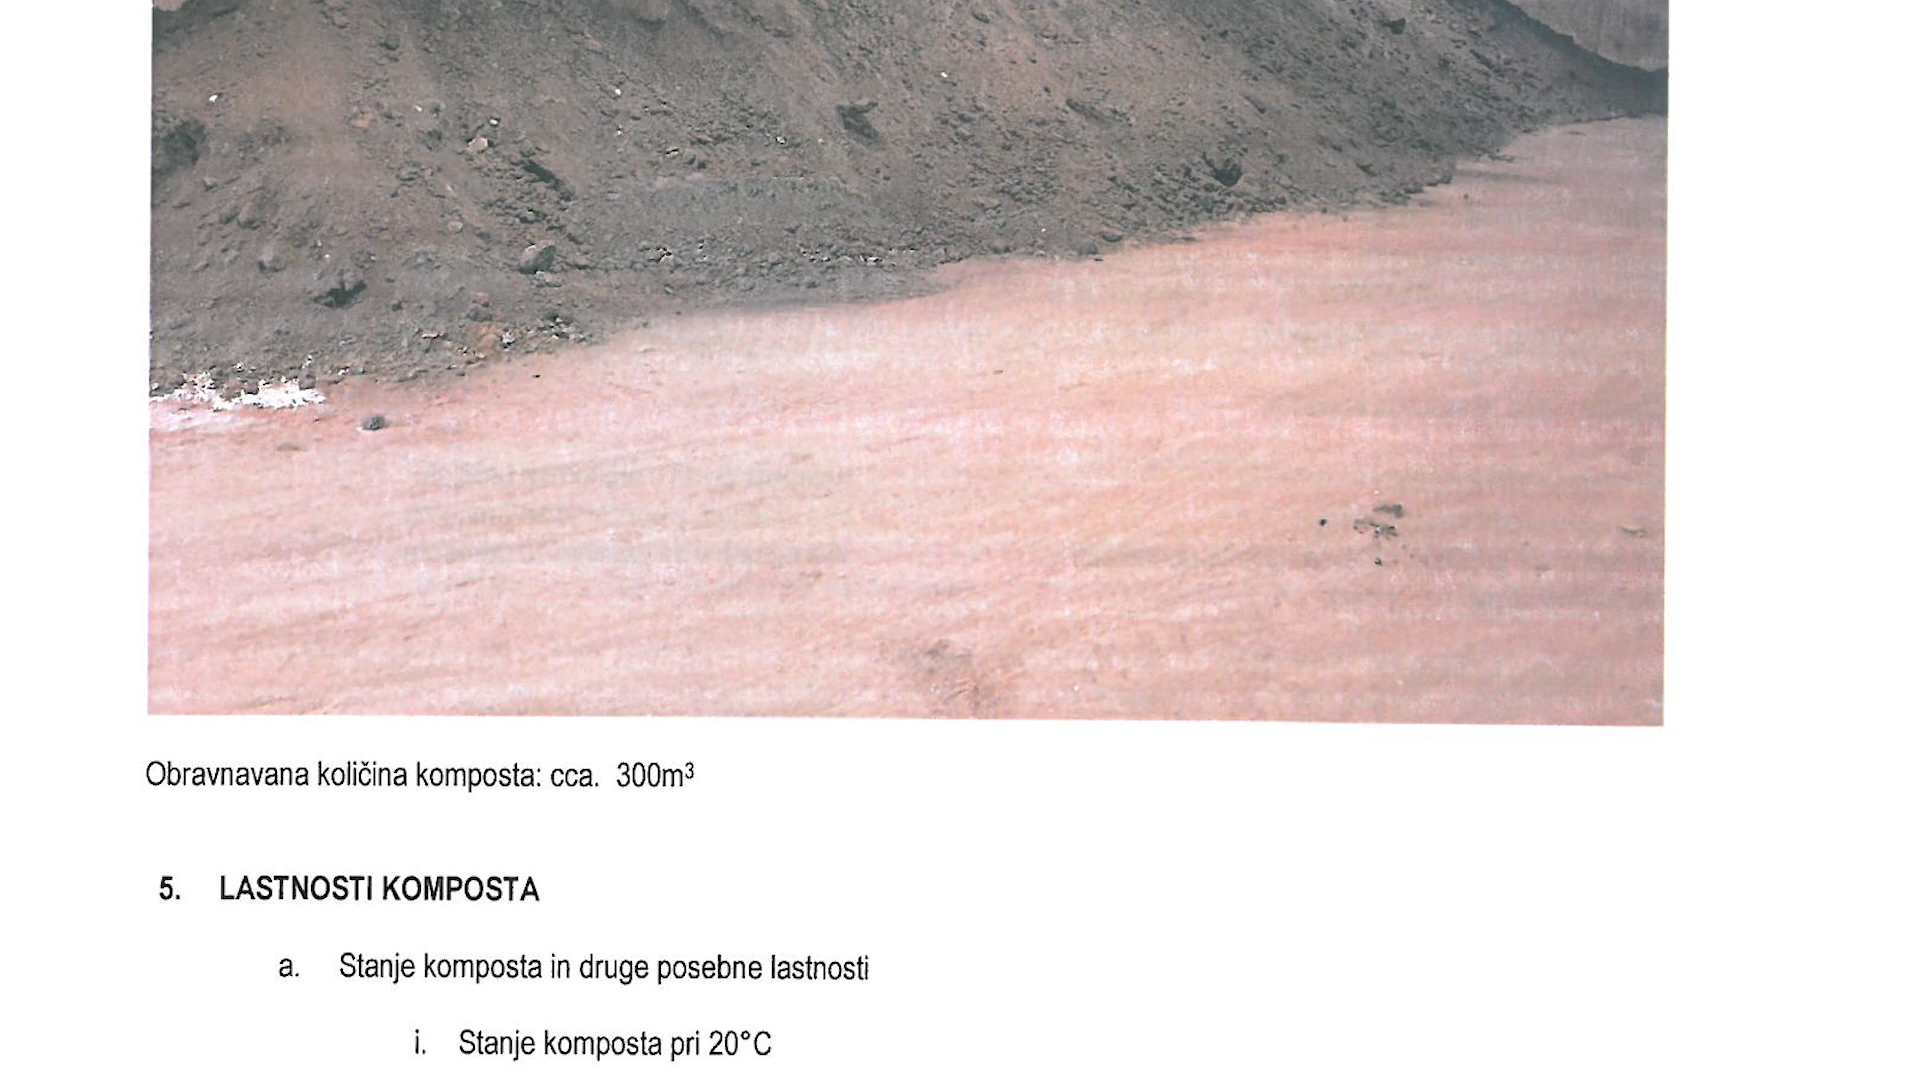 Obravnavana količina komposta: cca. 300m³
5. LASTNOSTI KOMPOSTA
a. Stanje komposta in druge posebne lastnosti
i. Stanje komposta pri 20°C